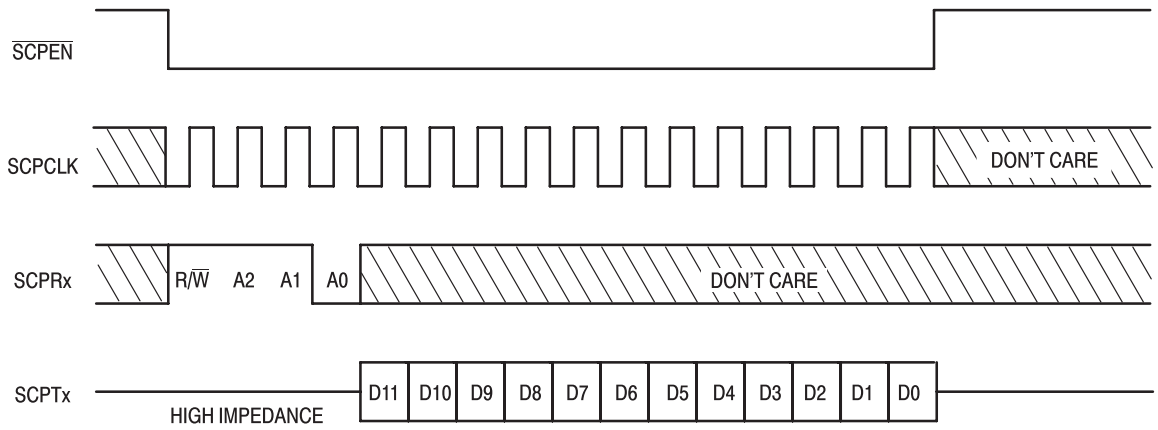 SCPEN
SCPCLK
DON'T CARE
SCPRx
R/W A2 A1 A0
DON'T CARE
SCPTx
D11 D10 D9 D8 D7 D6 D5 D4 D3 D2 D1 D0
HIGH IMPEDANCE